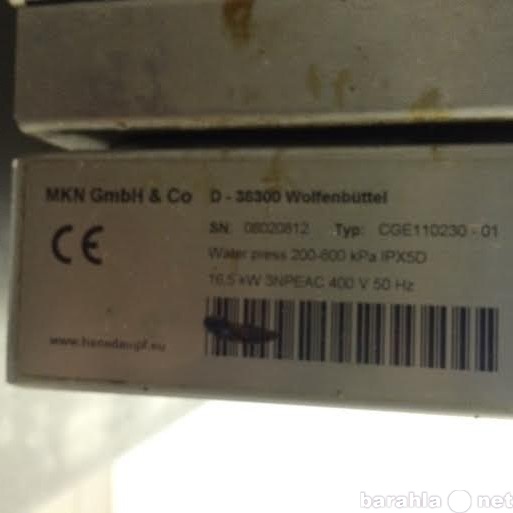 MKN GmbH & Co D - 38300 Wolfenbüttel
SN: 08020812 Typ: CGE110230 - 01
CE
Water press 200-600 kPa IPX5D
16,5 kW 3NPEAC 400 V 50 Hz
www.hansdampf.eu
barahla net